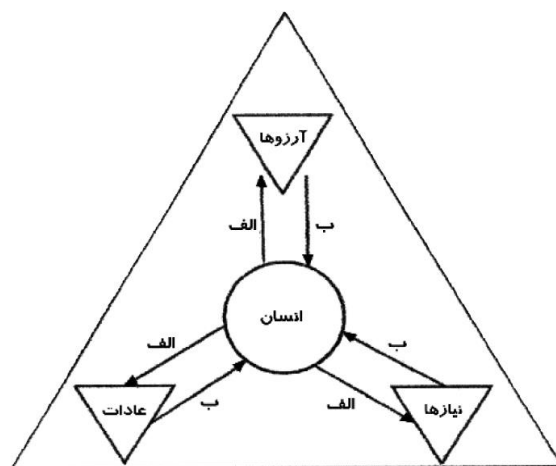 آرزوها
الف
ب
انسان
الف
ب
ب
الف
نیازها
عادات